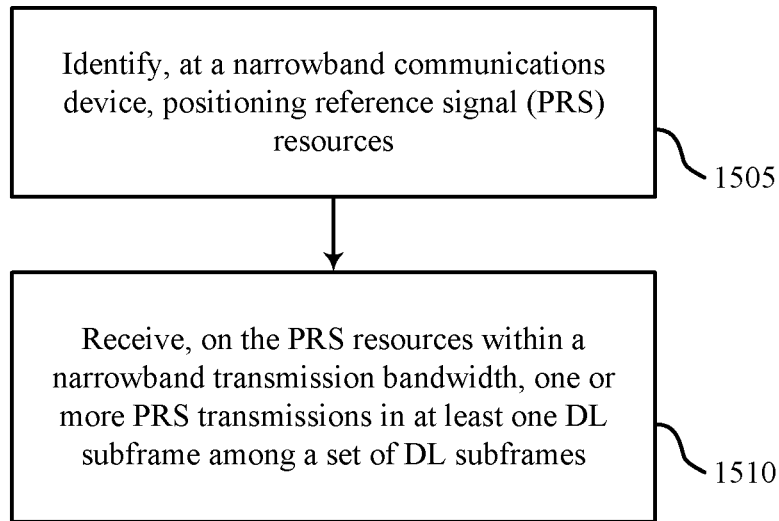 Identify, at a narrowband communications
device, positioning reference signal (PRS)
resources
1505
Receive, on the PRS resources within a
narrowband transmission bandwidth, one or
more PRS transmissions in at least one DL
subframe among a set of DL subframes
1510